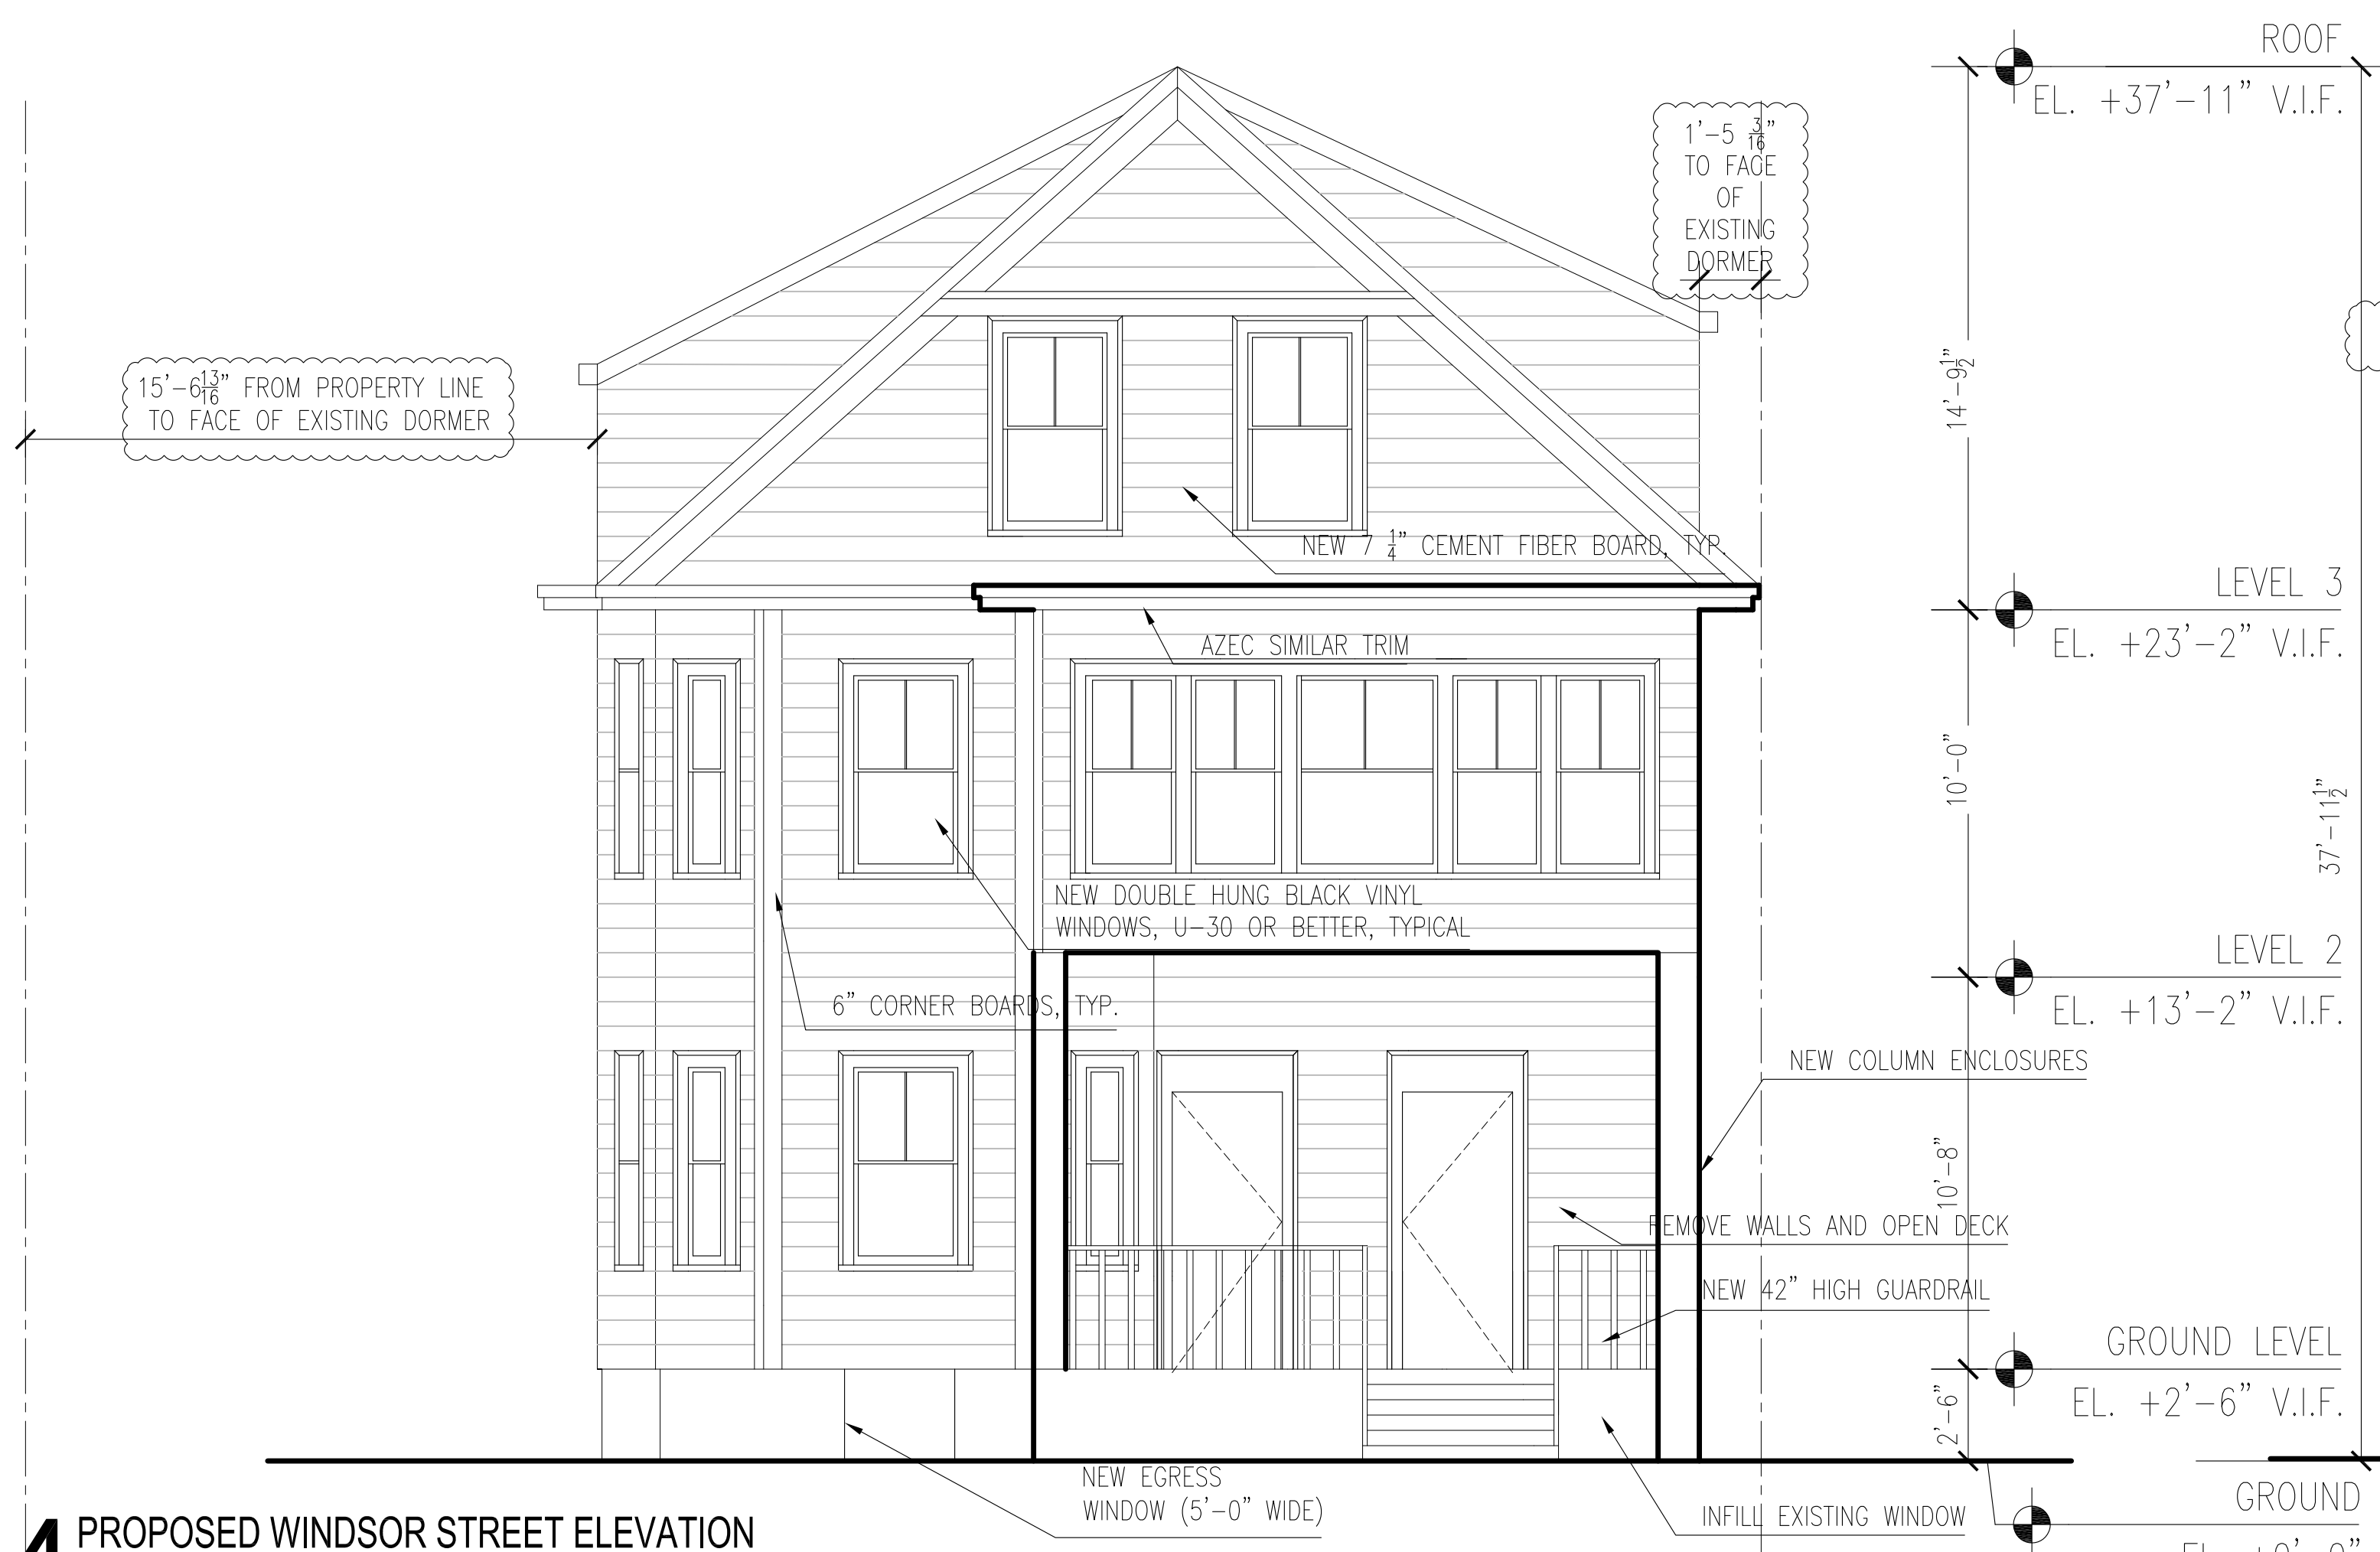 ROOF
EL. +37'-11" V.I.F.
1'-5 3/16"
TO FACE
OF
EXISTING
DORMER
15'-6 13/16" FROM PROPERTY LINE
TO FACE OF EXISTING DORMER
14'-9 1/2"
NEW 7 1/4" CEMENT FIBER BOARD, TYP.
LEVEL 3
EL. +23'-2" V.I.F.
AZEC SIMILAR TRIM
10'-0"
37'-11 1/2"
NEW DOUBLE HUNG BLACK VINYL
WINDOWS, U-30 OR BETTER, TYPICAL
LEVEL 2
EL. +13'-2" V.I.F.
6" CORNER BOARDS, TYP.
NEW COLUMN ENCLOSURES
10'-8"
REMOVE WALLS AND OPEN DECK
NEW 42" HIGH GUARDRAIL
GROUND LEVEL
EL. +2'-6" V.I.F.
2'-6"
NEW EGRESS
WINDOW (5'-0" WIDE)
INFILL EXISTING WINDOW
GROUND
PROPOSED WINDSOR STREET ELEVATION